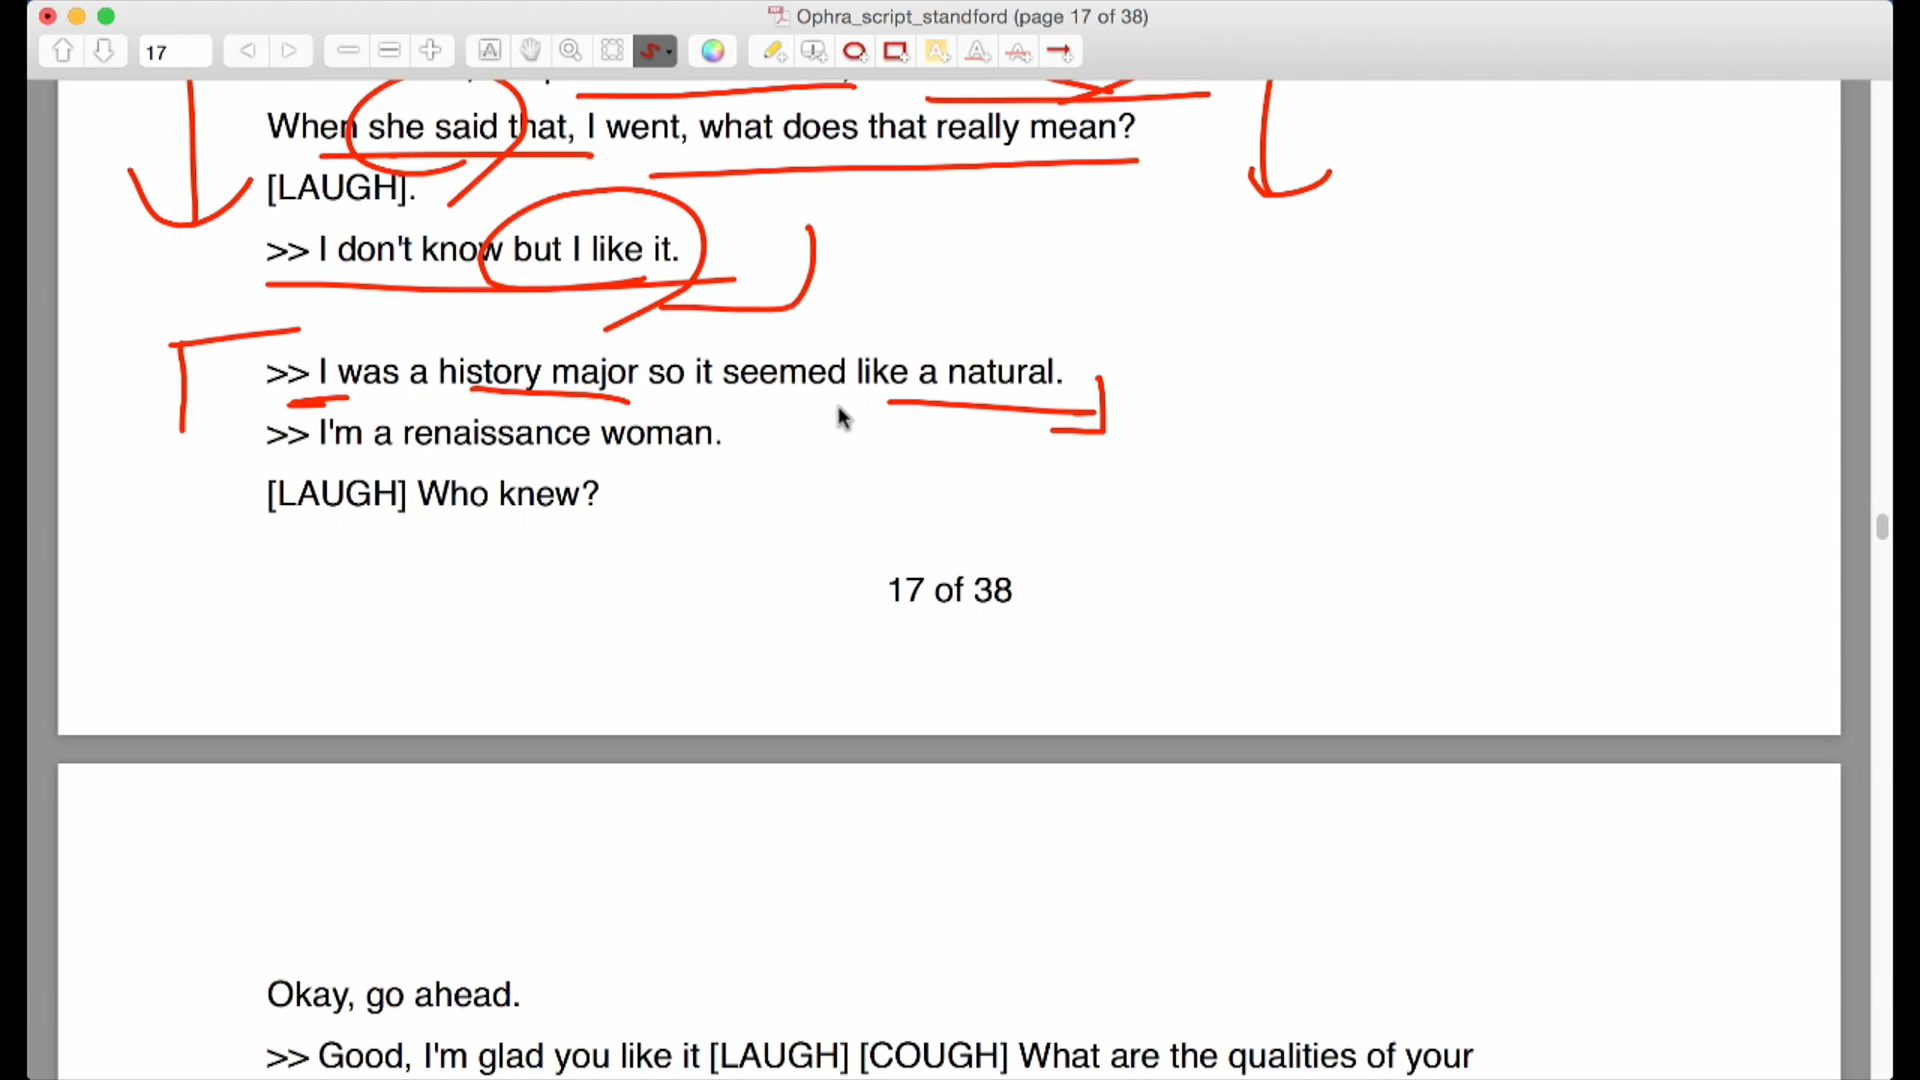 Ophra_script_standford (page 17 of 38)
17
When she said that, I went, what does that really mean?
[LAUGH].
>> I don't know but I like it.
>> I was a history major so it seemed like a natural.
>> I'm a renaissance woman.
[LAUGH] Who knew?
17 of 38
Okay, go ahead.
>> Good, I'm glad you like it [LAUGH] [COUGH] What are the qualities of your